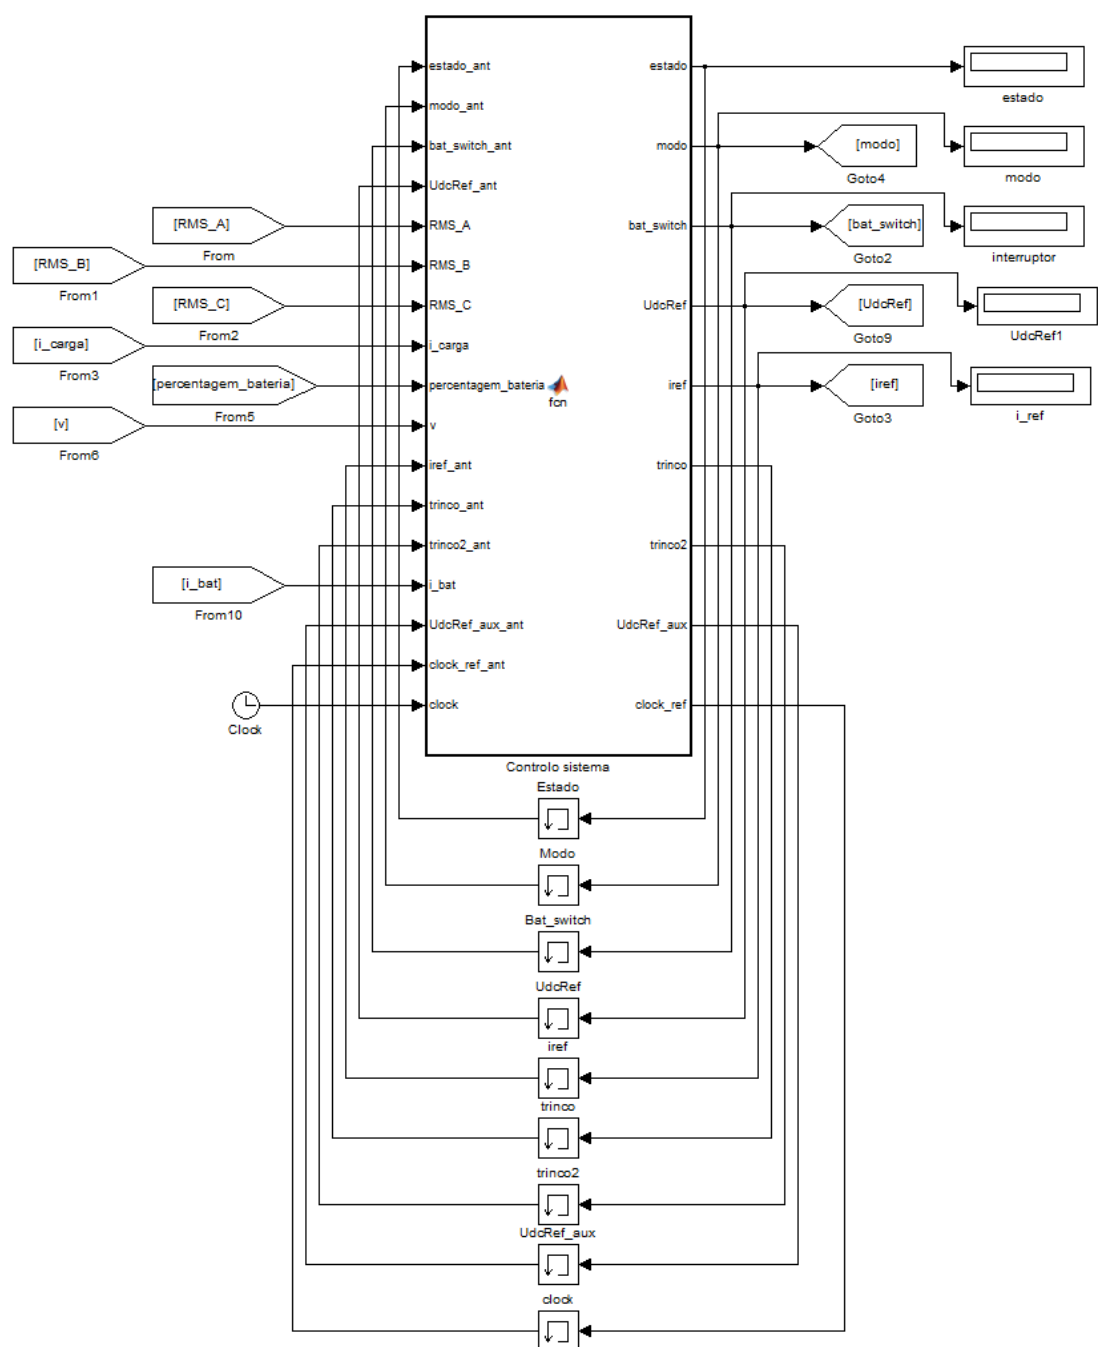 estado_ant
estado
estado
modo_ant
modo
[modo]
Goto4
modo
bat_switch_ant
UdcRef_ant
[RMS_A]
From
RMS_A
bat_switch
[bat_switch]
Goto2
interruptor
[RMS_B]
From1
RMS_B
[RMS_C]
From2
RMS_C
UdcRef
[UdcRef]
Goto9
UdcRef1
[i_carga]
From3
i_carga
[percentagem_bateria]
From5
percentagem_bateria
fcn
iref
[iref]
Goto3
i_ref
[v]
From6
v
iref_ant
trinco
trinco_ant
trinco2_ant
trinco2
[i_bat]
From10
i_bat
UdcRef_aux_ant
UdcRef_aux
clock_ref_ant
Clock
clock
clock_ref
Controlo sistema
Estado
Modo
Bat_switch
UdcRef
iref
trinco
trinco2
UdcRef_aux
clock